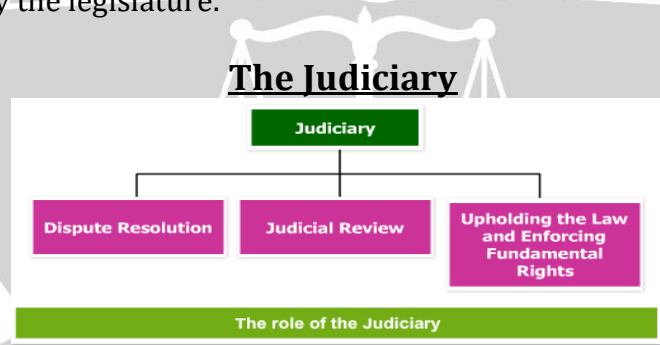 the legislature.
The Judiciary
Judiciary
Dispute Resolution
Judicial Review
Upholding the Law
and Enforcing
Fundamental
Rights
The role of the Judiciary